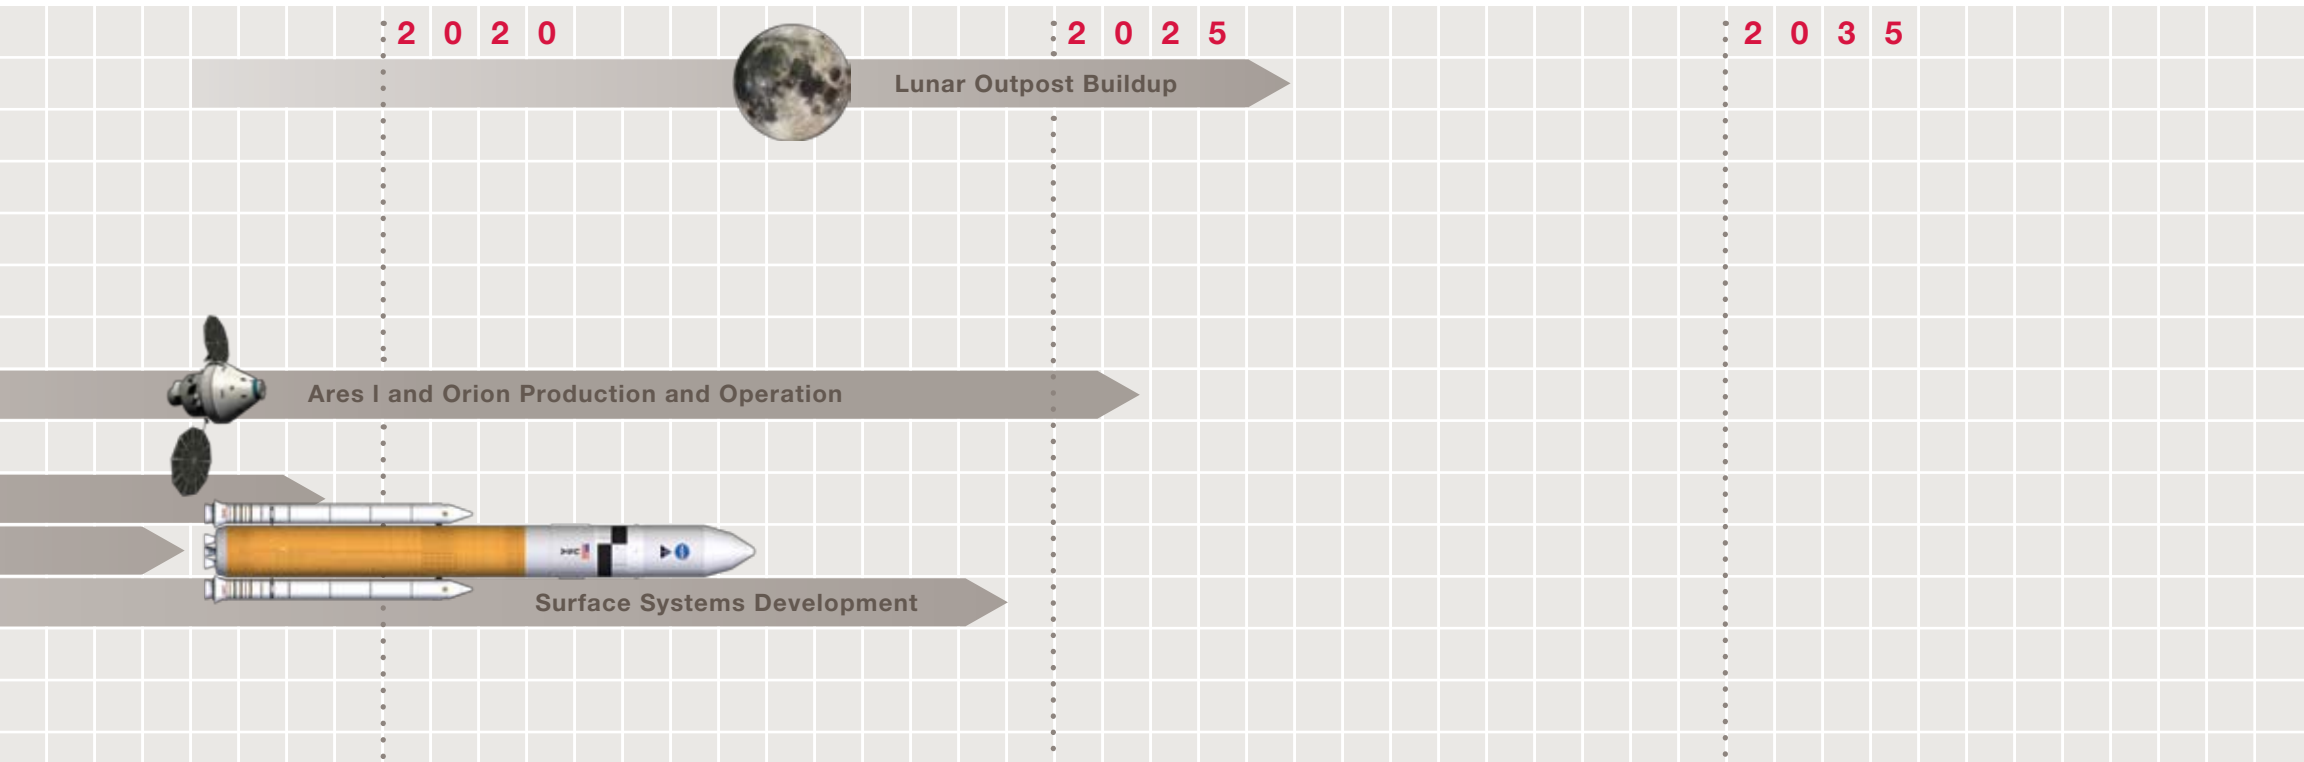 2020
2025
2035
Lunar Outpost Buildup
Ares I and Orion Production and Operation
Surface Systems Development